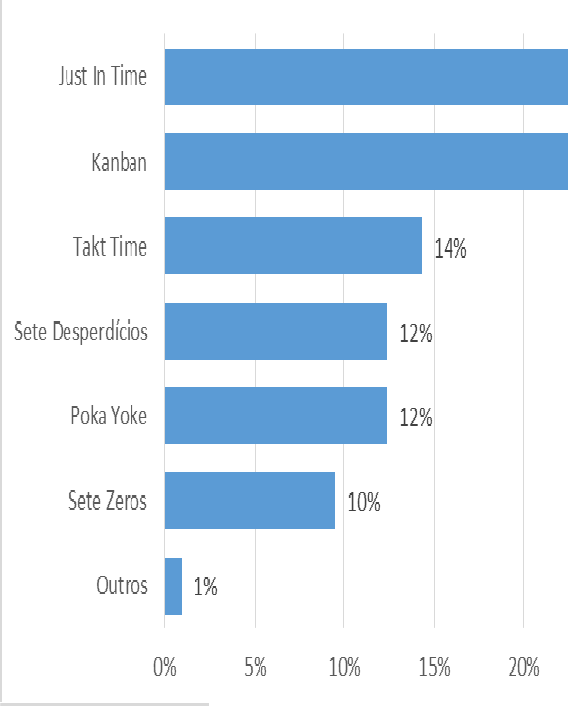 Just In Time
Kanban
Takt Time 14%
Sete Desperdícios 12%
Poka Yoke 12%
Sete Zeros 10%
Outros 1%
0% 5% 10% 15% 20%